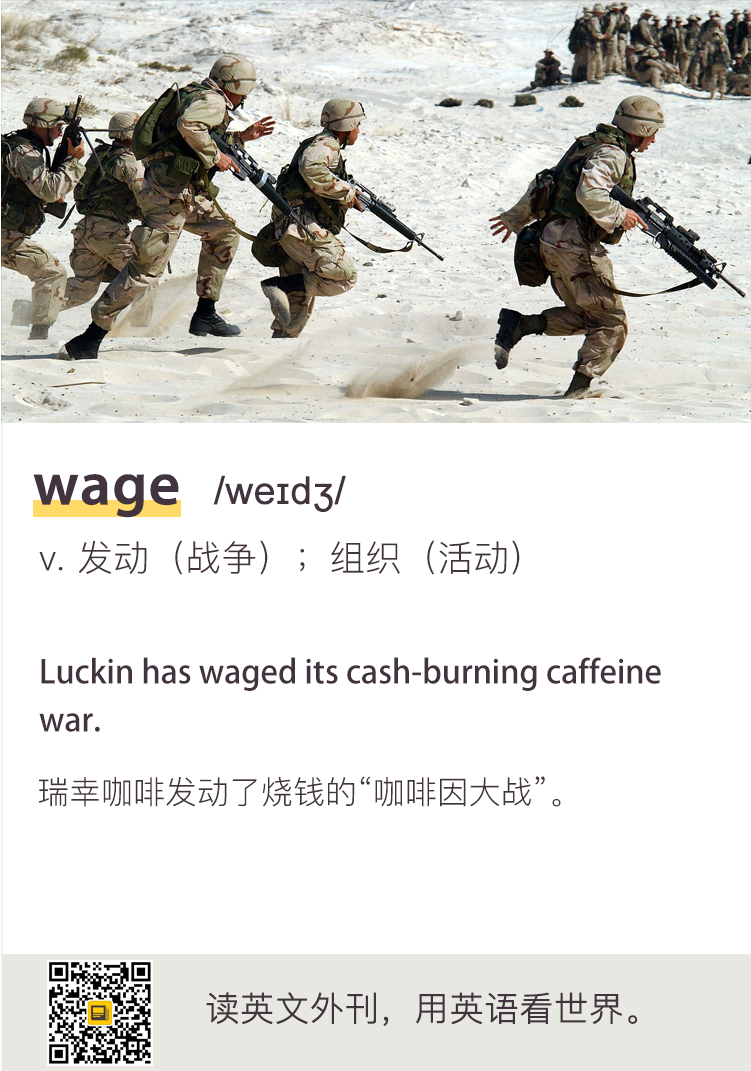 wage /weɪdʒ/
v. 发动（战争）；组织（活动）
Luckin has waged its cash-burning caffeine
war.
瑞幸咖啡发动了烧钱的“咖啡因大战”。
读英文外刊，用英语看世界。